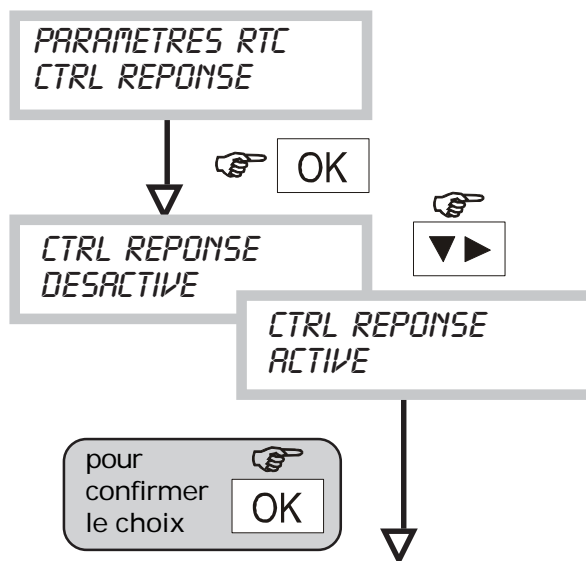 PARAMETRES RTC
CTRL REPONSE
OK
CTRL REPONSE
DESACTIVE
CTRL REPONSE
ACTIVE
pour
confirmer
le choix
OK